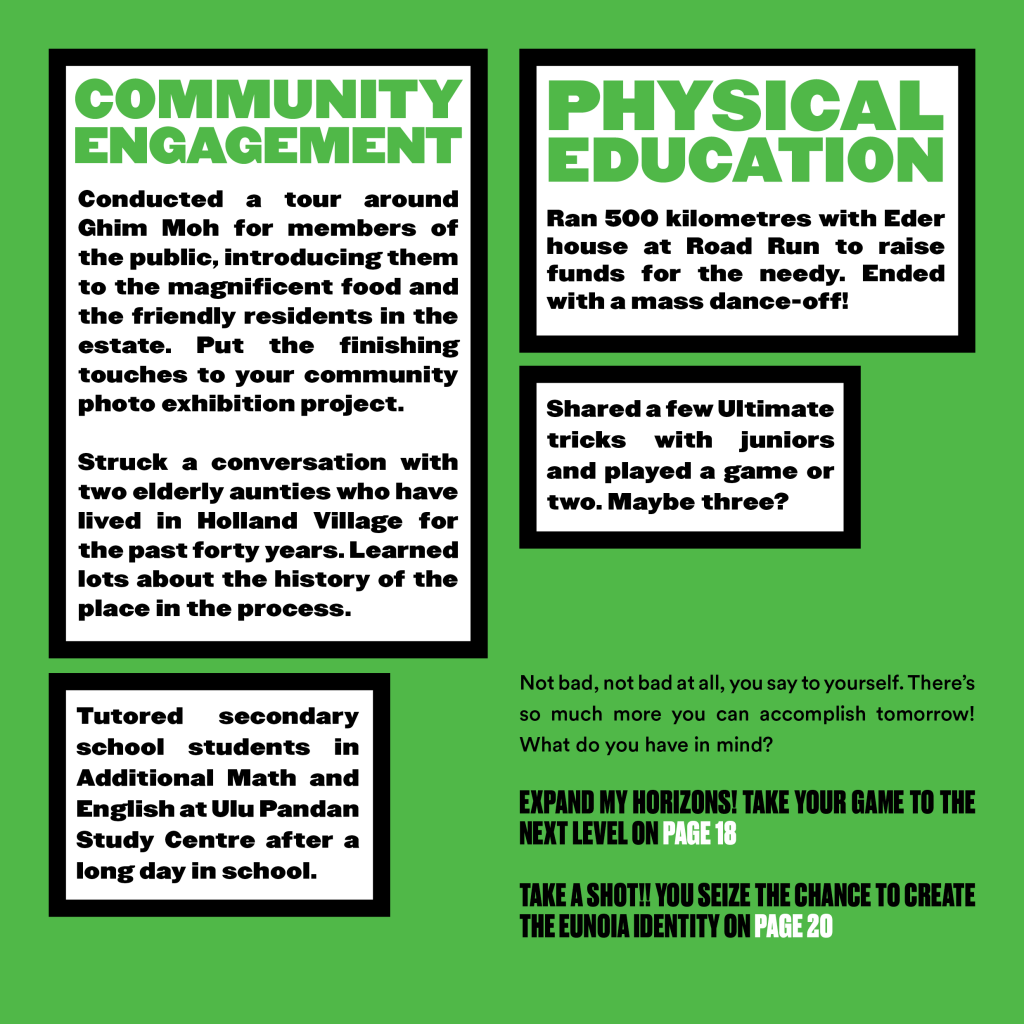 COMMUNITY
ENGAGEMENT
Conducted a tour around
Ghim Moh for members of
the public, introducing them
to the magnificent food and
the friendly residents in the
estate. Put the finishing
touches to your community
photo exhibition project.
Struck a conversation with
two elderly aunties who have
lived in Holland Village for
the past forty years. Learned
lots about the history of the
place in the process.
Tutored secondary
school students in
Additional Math and
English at Ulu Pandan
Study Centre after a
long day in school.
PHYSICAL
EDUCATION
Ran 500 kilometres with Eder
house at Road Run to raise
funds for the needy. Ended
with a mass dance-off!
Shared a few Ultimate
tricks with juniors
and played a game or
two. Maybe three?
Not bad, not bad at all, you say to yourself. There’s
so much more you can accomplish tomorrow!
What do you have in mind?
EXPAND MY HORIZONS! TAKE YOUR GAME TO THE
NEXT LEVEL ON PAGE 18
TAKE A SHOT!! YOU SEIZE THE CHANCE TO CREATE
THE EUNOIA IDENTITY ON PAGE 20